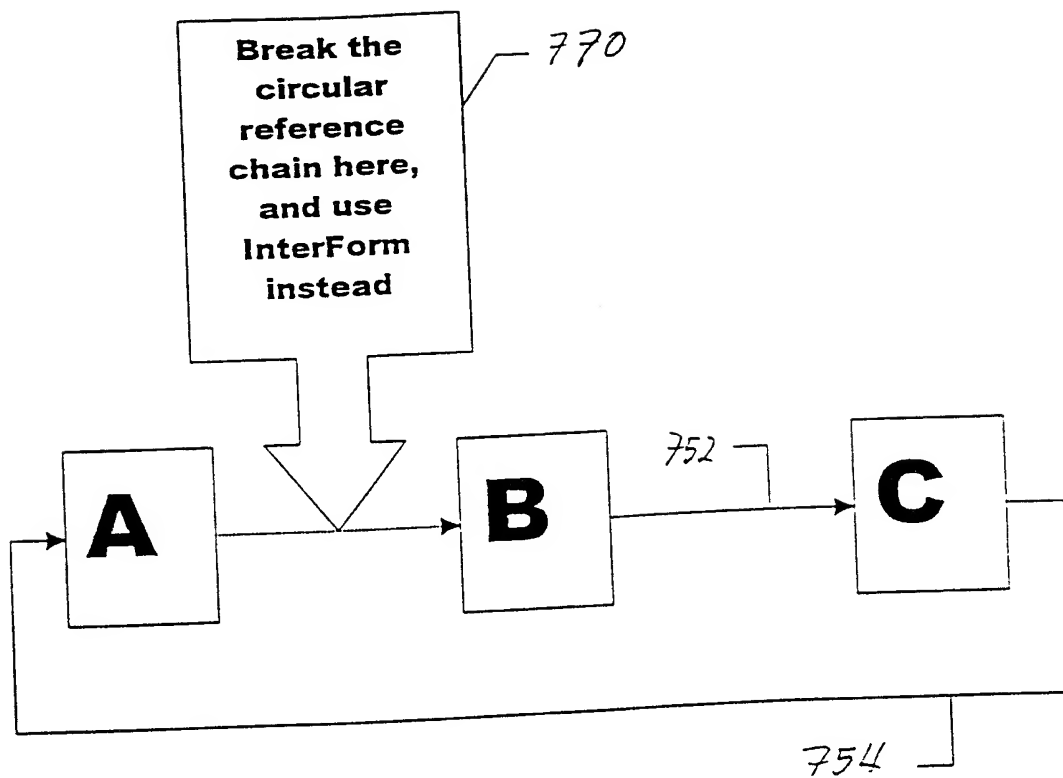 Break the
circular
reference
chain here,
and use
InterForm
instead
770
A
B
752
C
754